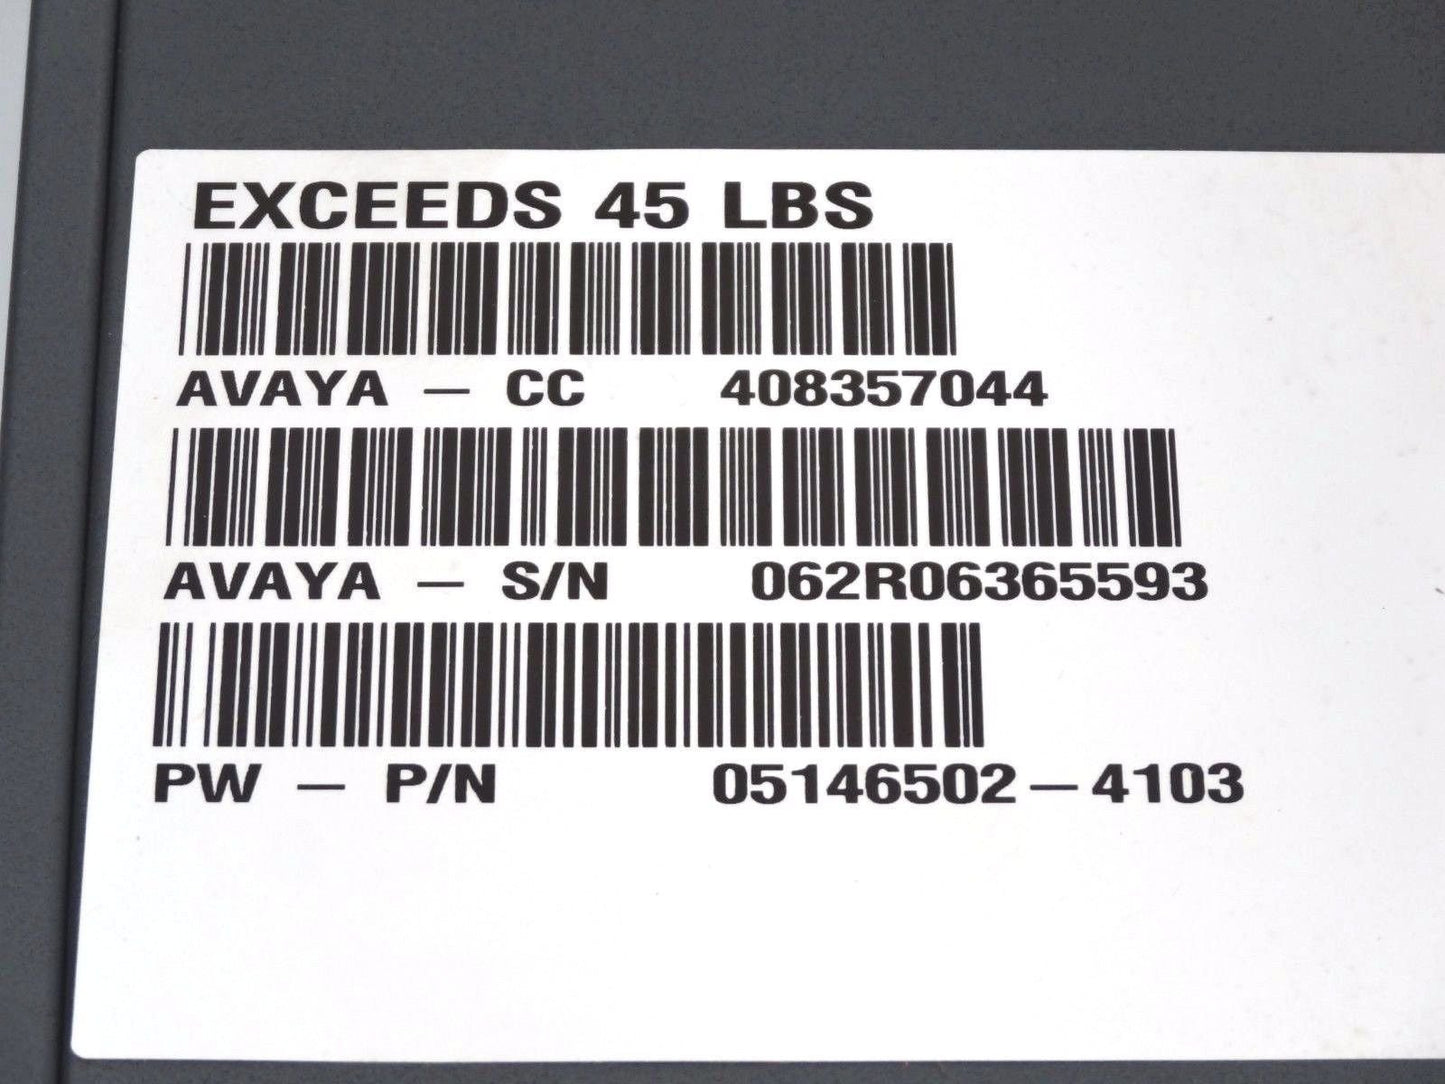 EXCEEDS 45 LBS
AVAYA — CC 408357044
AVAYA — S/N 062R06365593
PW — P/N 05146502—4103